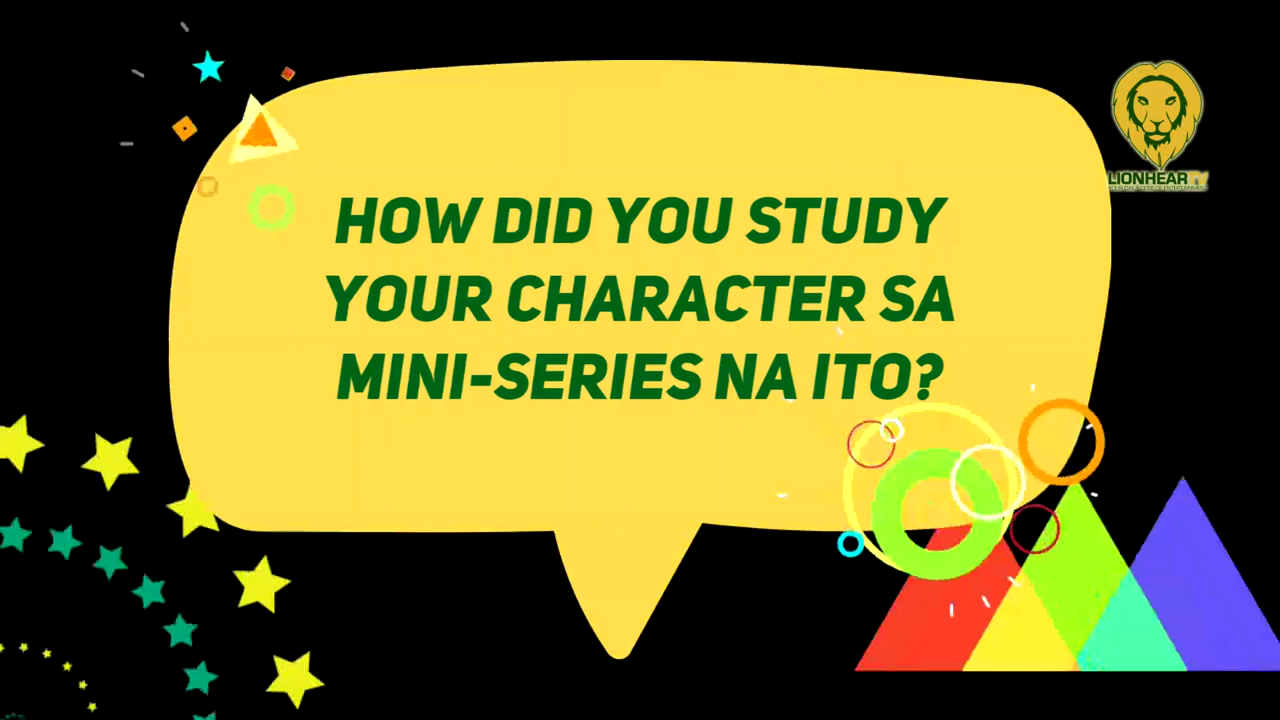 HOW DID YOU STUDY
YOUR CHARACTER SA
MINI-SERIES NA ITO?
LIONHEARTV